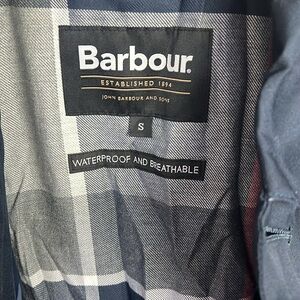 Barbour.
ESTABLISHED 1894
JOHN BARBOUR AND SONS
S
WATERPROOF AND BREATHABLE